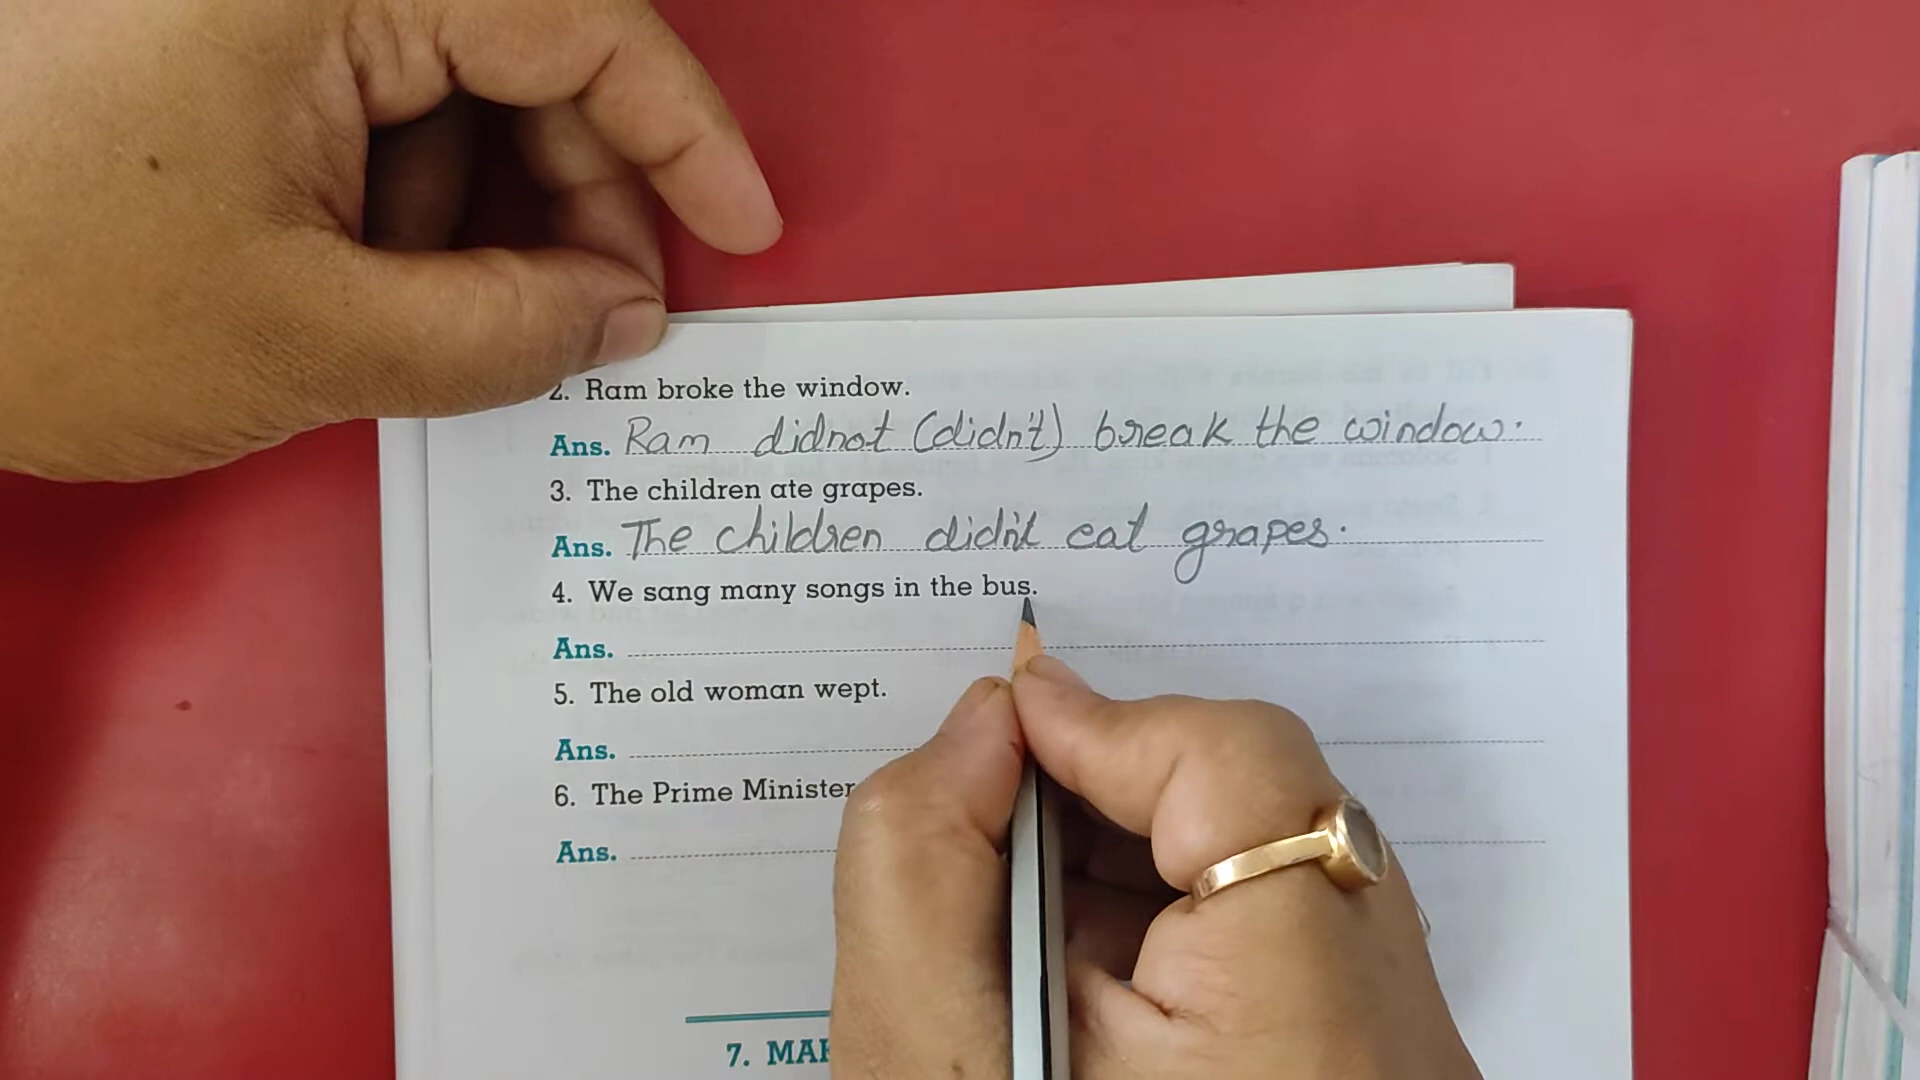 2. Ram broke the window.
Ans. Ram didnot (didn't) break the window.
3. The children ate grapes.
Ans. The children didn't eat grapes.
4. We sang many songs in the bus.
Ans.
5. The old woman wept.
Ans.
6. The Prime Minister
Ans.
7.